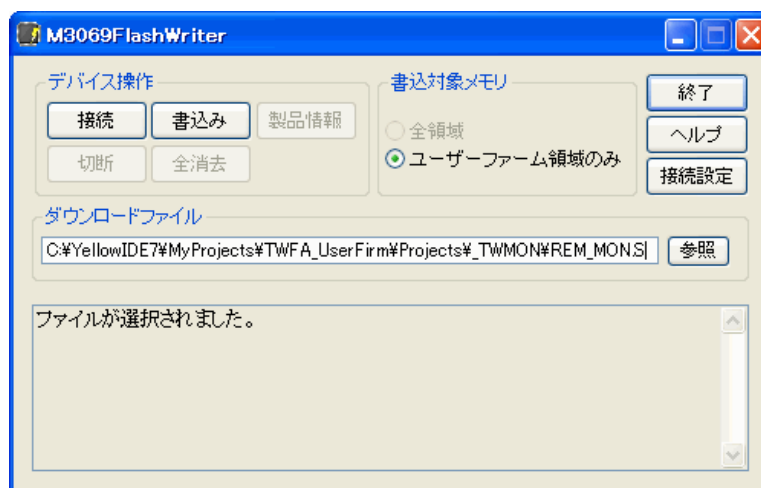 M3069FlashWriter
デバイス操作
接続 書込み 製品情報
切断 全消去
書込対象メモリ
全領域
ユーザーファーム領域のみ
終了
ヘルプ
接続設定
ダウンロードファイル
C:¥YellowIDE7¥MyProjects¥TWFA_UserFirm¥Projects¥_TWMON¥REM_MON.S 参照
ファイルが選択されました。